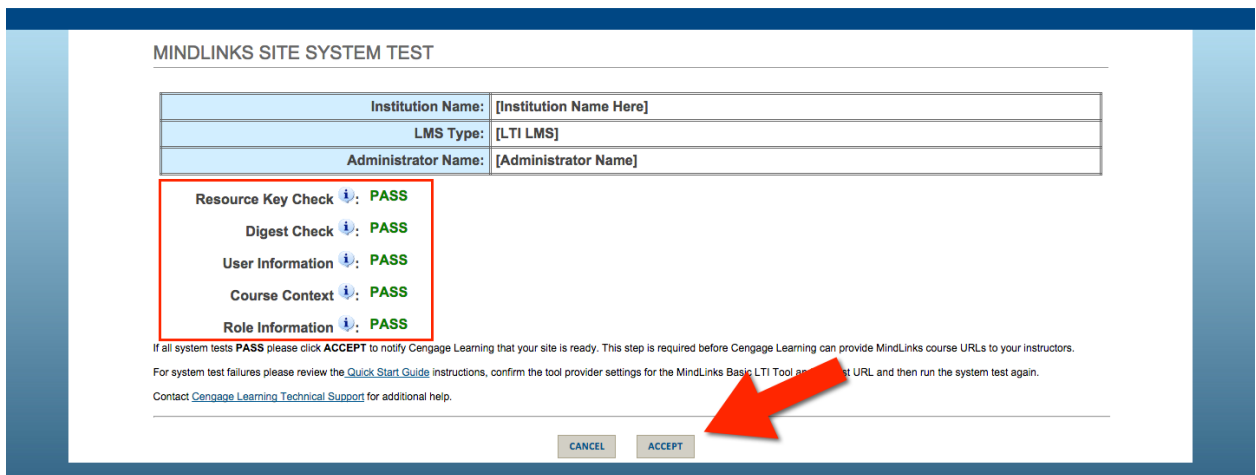 MINDLINKS SITE SYSTEM TEST
Institution Name: [Institution Name Here]
LMS Type: [LTI LMS]
Administrator Name: [Administrator Name]
Resource Key Check i: PASS
Digest Check i: PASS
User Information i: PASS
Course Context i: PASS
Role Information i: PASS
If all system tests PASS please click ACCEPT to notify Cengage Learning that your site is ready. This step is required before Cengage Learning can provide MindLinks course URLs to your instructors.
For system test failures please review the Quick Start Guide instructions, confirm the tool provider settings for the MindLinks Basic LTI Tool URL and then run the system test again.
Contact Cengage Learning Technical Support for additional help.
CANCEL ACCEPT